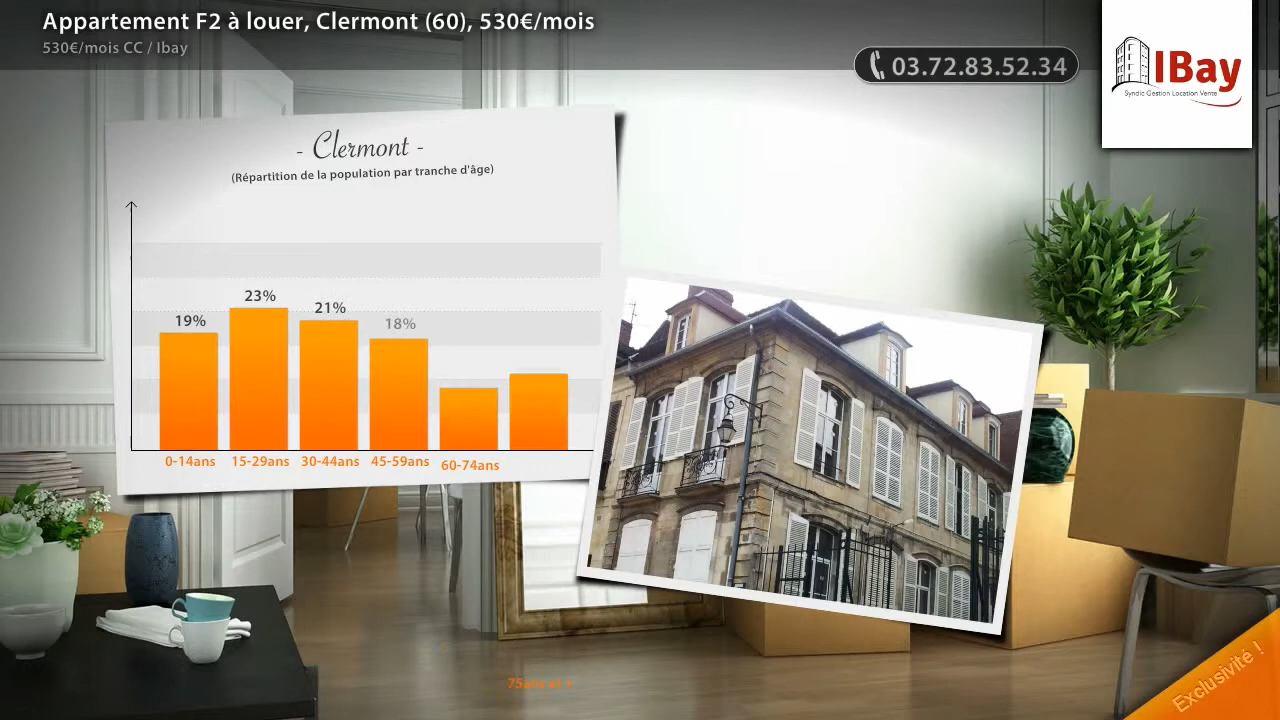 Appartement F2 à louer, Clermont (60), 530€/mois
530€/mois CC / Ibay
03.72.83.52.34
IBay
Syndic Gestion Location Vente
- Clermont -
(Répartition de la population par tranche d'âge)
19%
23%
21%
18%
0-14ans
15-29ans
30-44ans
45-59ans
60-74ans
75ans et +
Exclusivité !